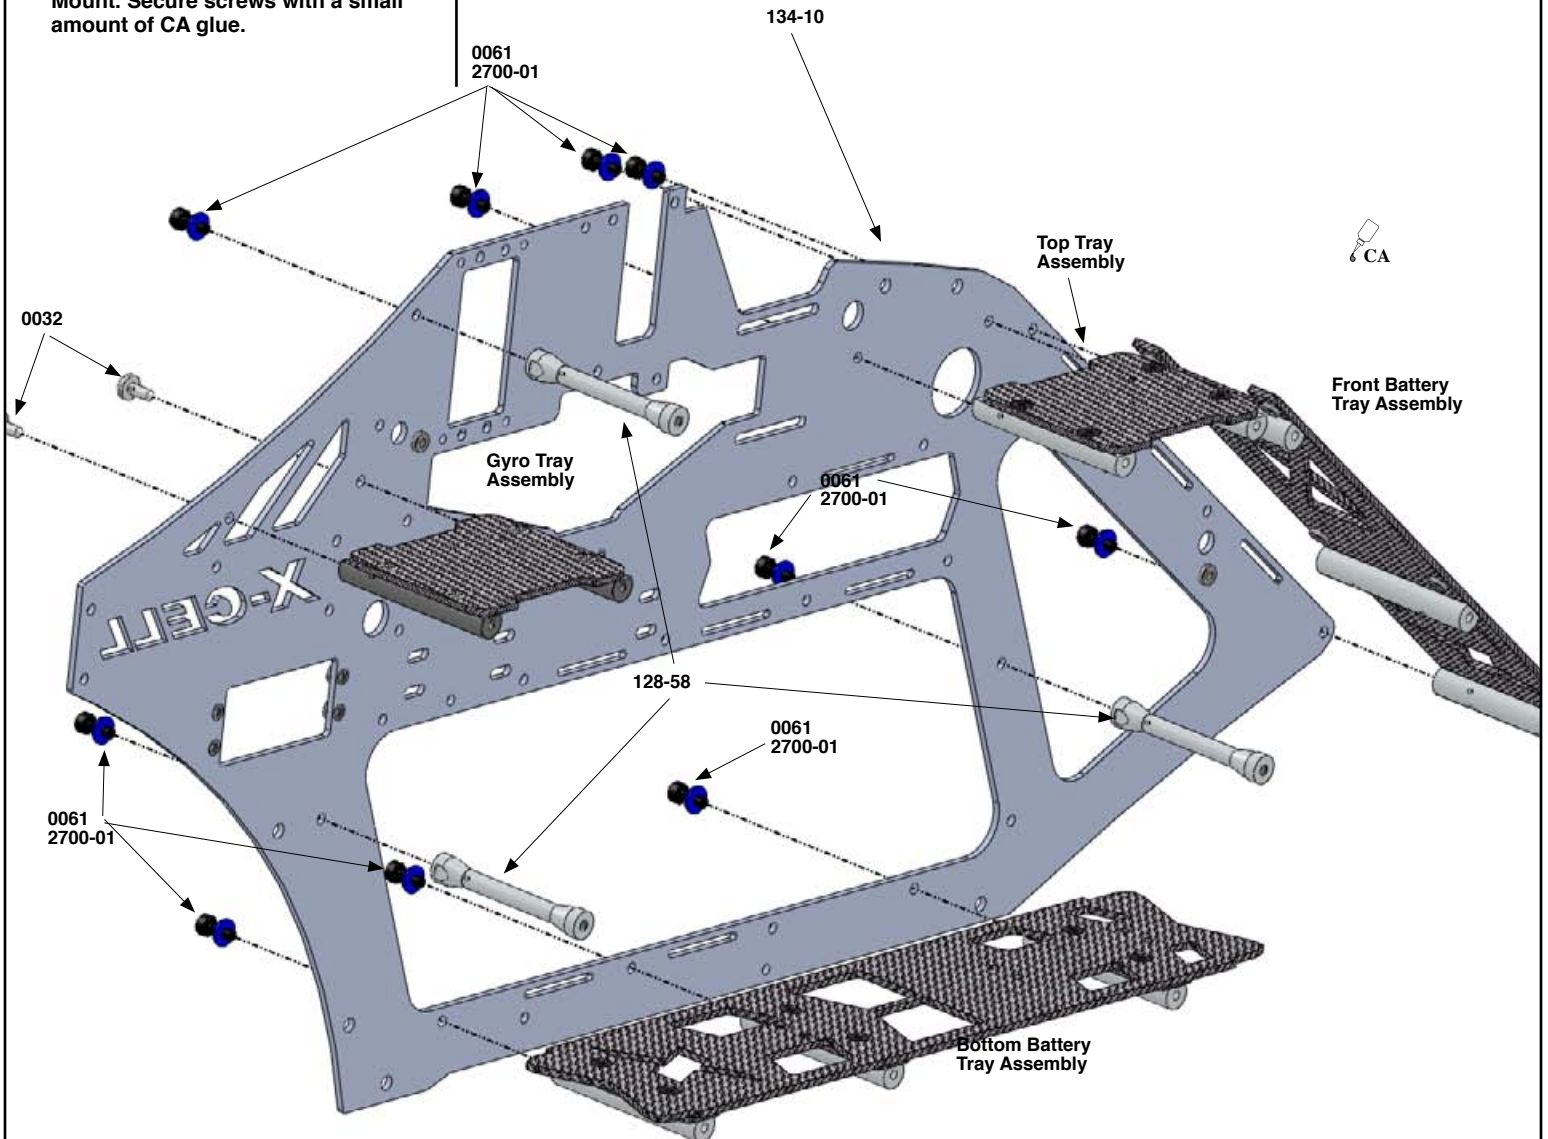 Mount. Secure screws with a small
amount of CA glue.
134-10
0061
2700-01
Top Tray
Assembly
CA
0032
Front Battery
Tray Assembly
Gyro Tray
Assembly
0061
2700-01
X-CELL
128-58
0061
2700-01
0061
2700-01
Bottom Battery
Tray Assembly